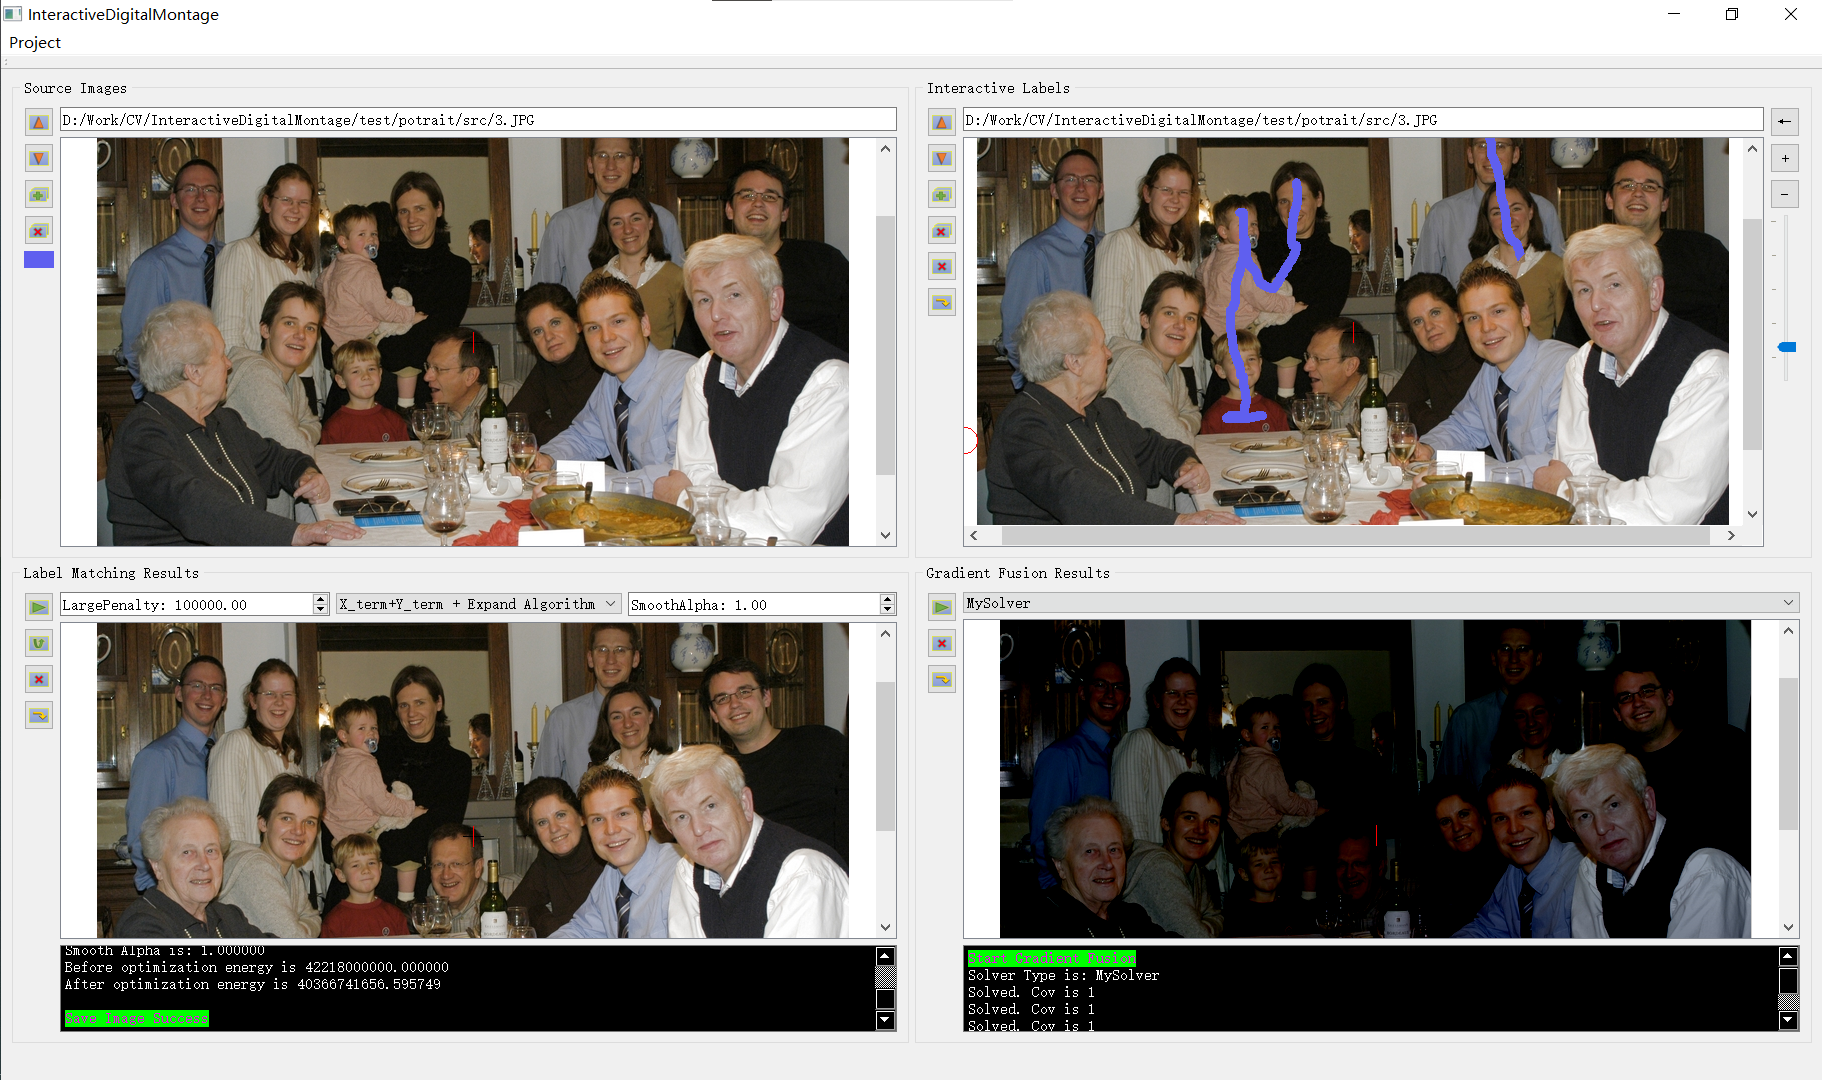 InteractiveDigitalMontage
Project
Source Images
D:/Work/CV/InteractiveDigitalMontage/test/potrait/src/3.JPG
Interactive Labels
D:/Work/CV/InteractiveDigitalMontage/test/potrait/src/3.JPG
Label Matching Results
LargePenalty: 100000.00
X_term+Y_term + Expand Algorithm
SmoothAlpha: 1.00
Smooth Alpha is: 1.000000
Before optimization energy is 42218000000.000000
After optimization energy is 40366741656.595749
Save Image Success
Gradient Fusion Results
MySolver
Start Gradient Fusion
Solver Type is: MySolver
Solved. Cov is 1
Solved. Cov is 1
Solved. Cov is 1